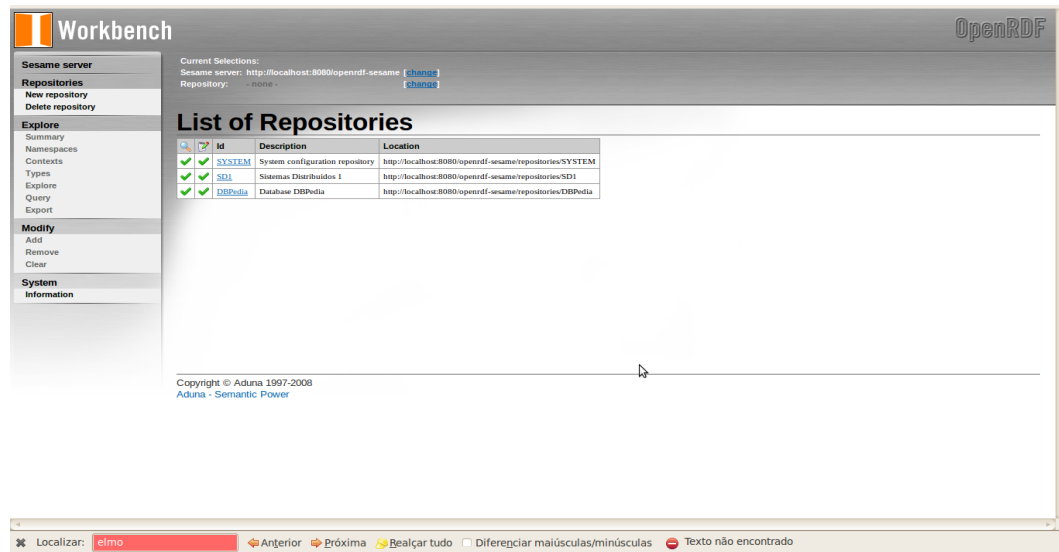 Workbench
OpenRDF
Sesame server
Repositories
New repository
Delete repository
Explore
Summary
Namespaces
Contexts
Types
Explore
Query
Export
Modify
Add
Remove
Clear
System
Information
Current Selections:
Sesame server: http://localhost:8080/openrdf-sesame [change]
Repository: - none - [change]
List of Repositories
Id Description Location
SYSTEM System configuration repository http://localhost:8080/openrdf-sesame/repositories/SYSTEM
SD1 Sistemas Distribuidos 1 http://localhost:8080/openrdf-sesame/repositories/SD1
DBPedia Database DBPedia http://localhost:8080/openrdf-sesame/repositories/DBPedia
Copyright © Aduna 1997-2008
Aduna - Semantic Power
Localizar: elmo Anterior Próxima Realçar tudo Diferenciar maiúsculas/minúsculas Texto não encontrado